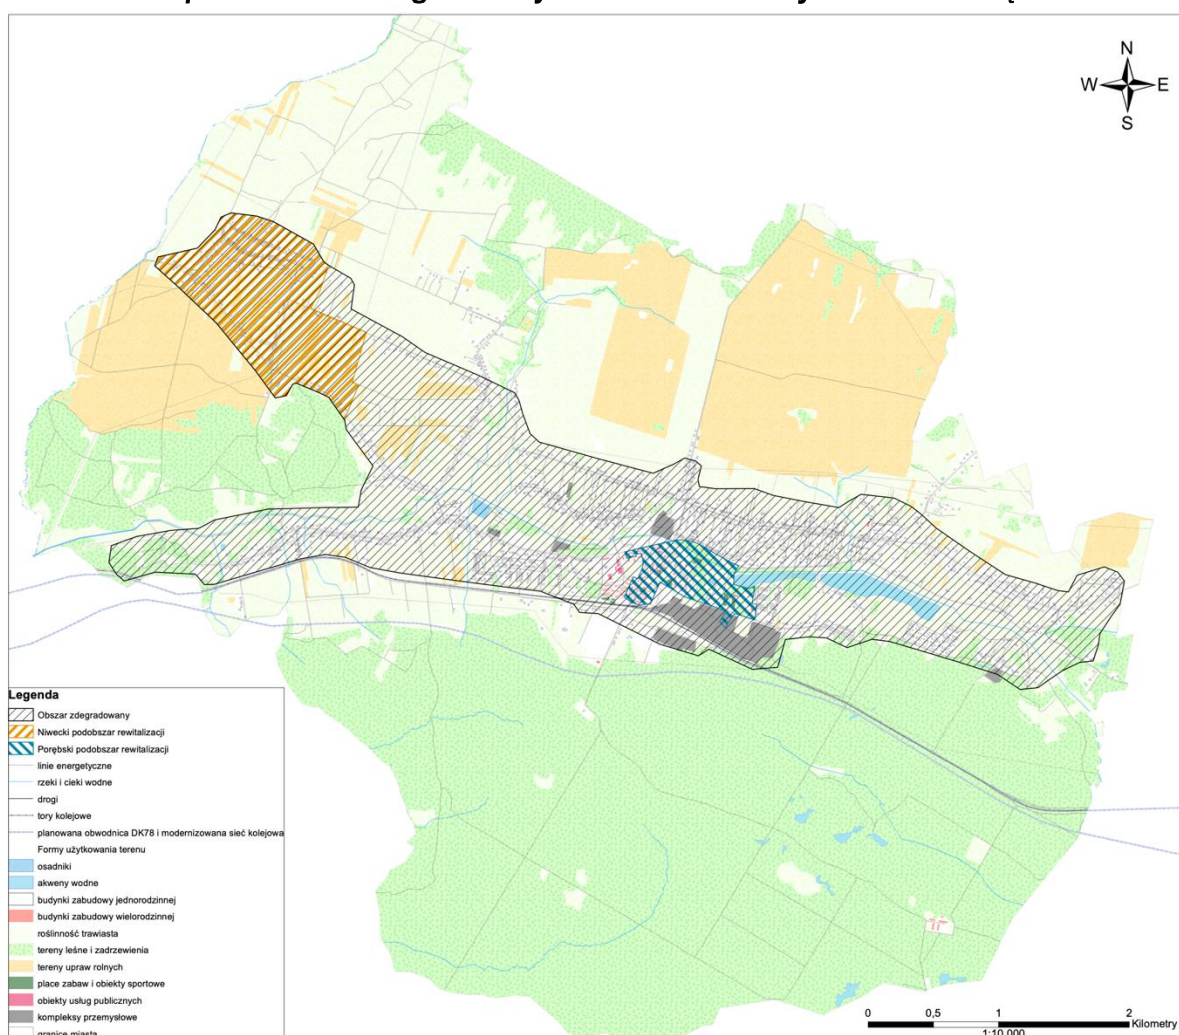 N
W E
S
Legenda
Obszar zdegradowany
Niwecki podobszar rewitalizacji
Porębski podobszar rewitalizacji
linie energetyczne
rzeki i cieki wodne
drogi
tory kolejowe
planowana obwodnica DK78 i modernizowana sieć kolejowa
Formy użytkowania terenu
osadniki
akweny wodne
budynki zabudowy jednorodzinnej
budynki zabudowy wielorodzinnej
roślinność trawiasta
tereny leśne i zadrzewienia
tereny upraw rolnych
place zabaw i obiekty sportowe
obiekty usług publicznych
kompleksy przemysłowe
granice miasta
0 0,5 1 2
Kilometry
1:10 000